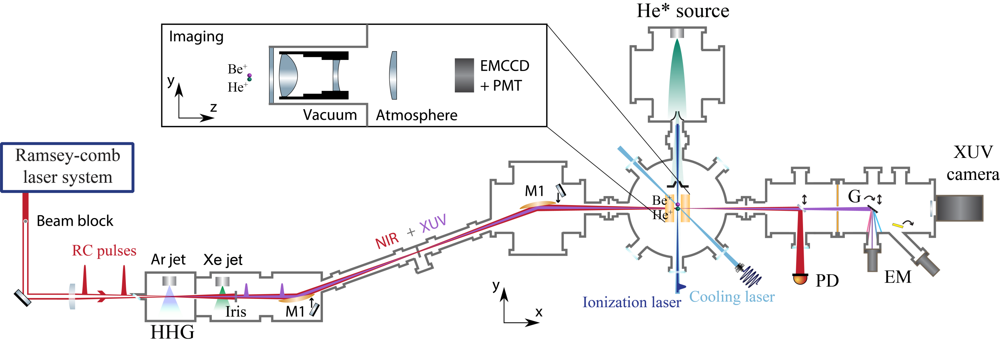 He* source
Imaging
Be+
He+
y
z
EMCCD
+ PMT
Vacuum
Atmosphere
Ramsey-comb
laser system
Beam block
RC pulses
Ar jet
Xe jet
Iris
M1
HHG
NIR + XUV
M1
Be+
He+
y
x
Ionization laser
Cooling laser
G
XUV
camera
PD
EM